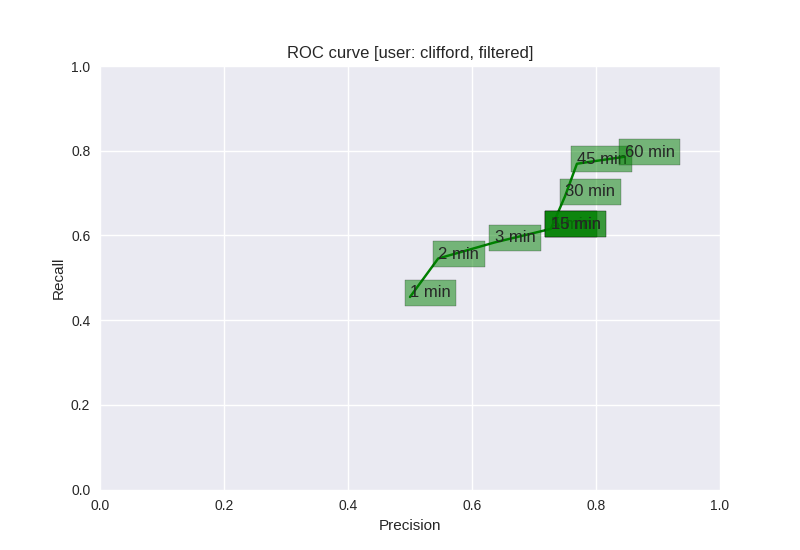 ROC curve [user: clifford, filtered]
1.0
0.8
0.6
0.4
0.2
0.0
Recall
60 min
45 min
30 min
15 min
3 min
2 min
1 min
0.0
0.2
0.4
0.6
0.8
1.0
Precision